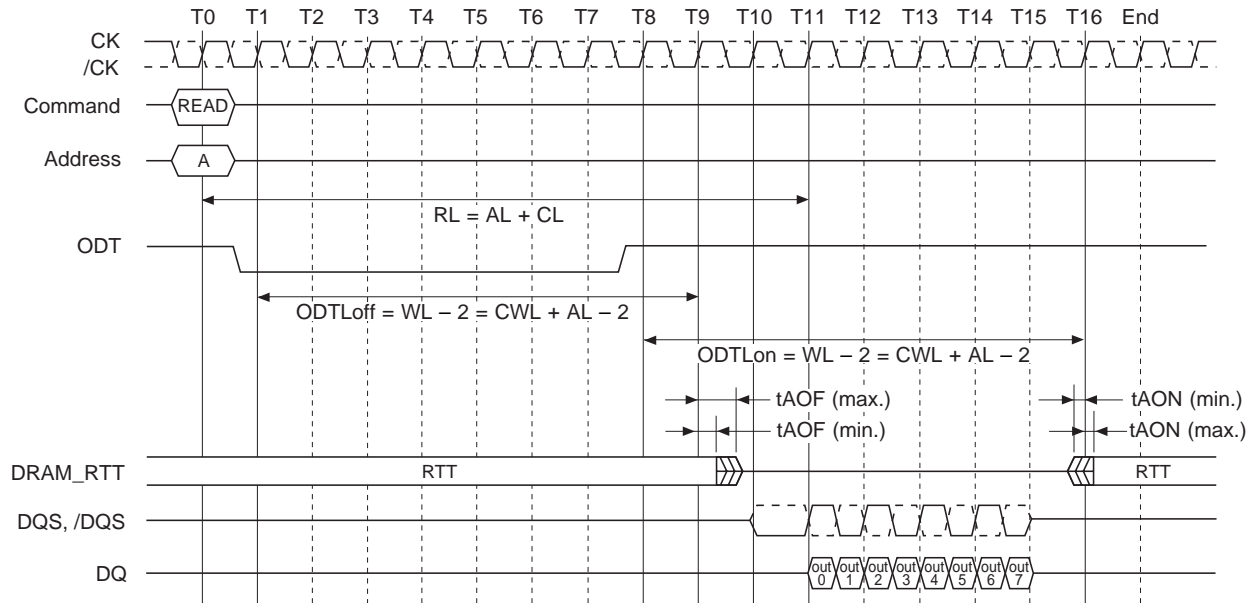 T0 T1 T2 T3 T4 T5 T6 T7 T8 T9 T10 T11 T12 T13 T14 T15 T16 End
CK
/CK
Command READ
Address A
RL = AL + CL
ODT
ODTLoff = WL – 2 = CWL + AL – 2
ODTLon = WL – 2 = CWL + AL – 2
tAOF (max.) tAON (min.)
tAOF (min.) tAON (max.)
DRAM_RTT RTT RTT
DQS, /DQS
DQ out 0 out 1 out 2 out 3 out 4 out 5 out 6 out 7